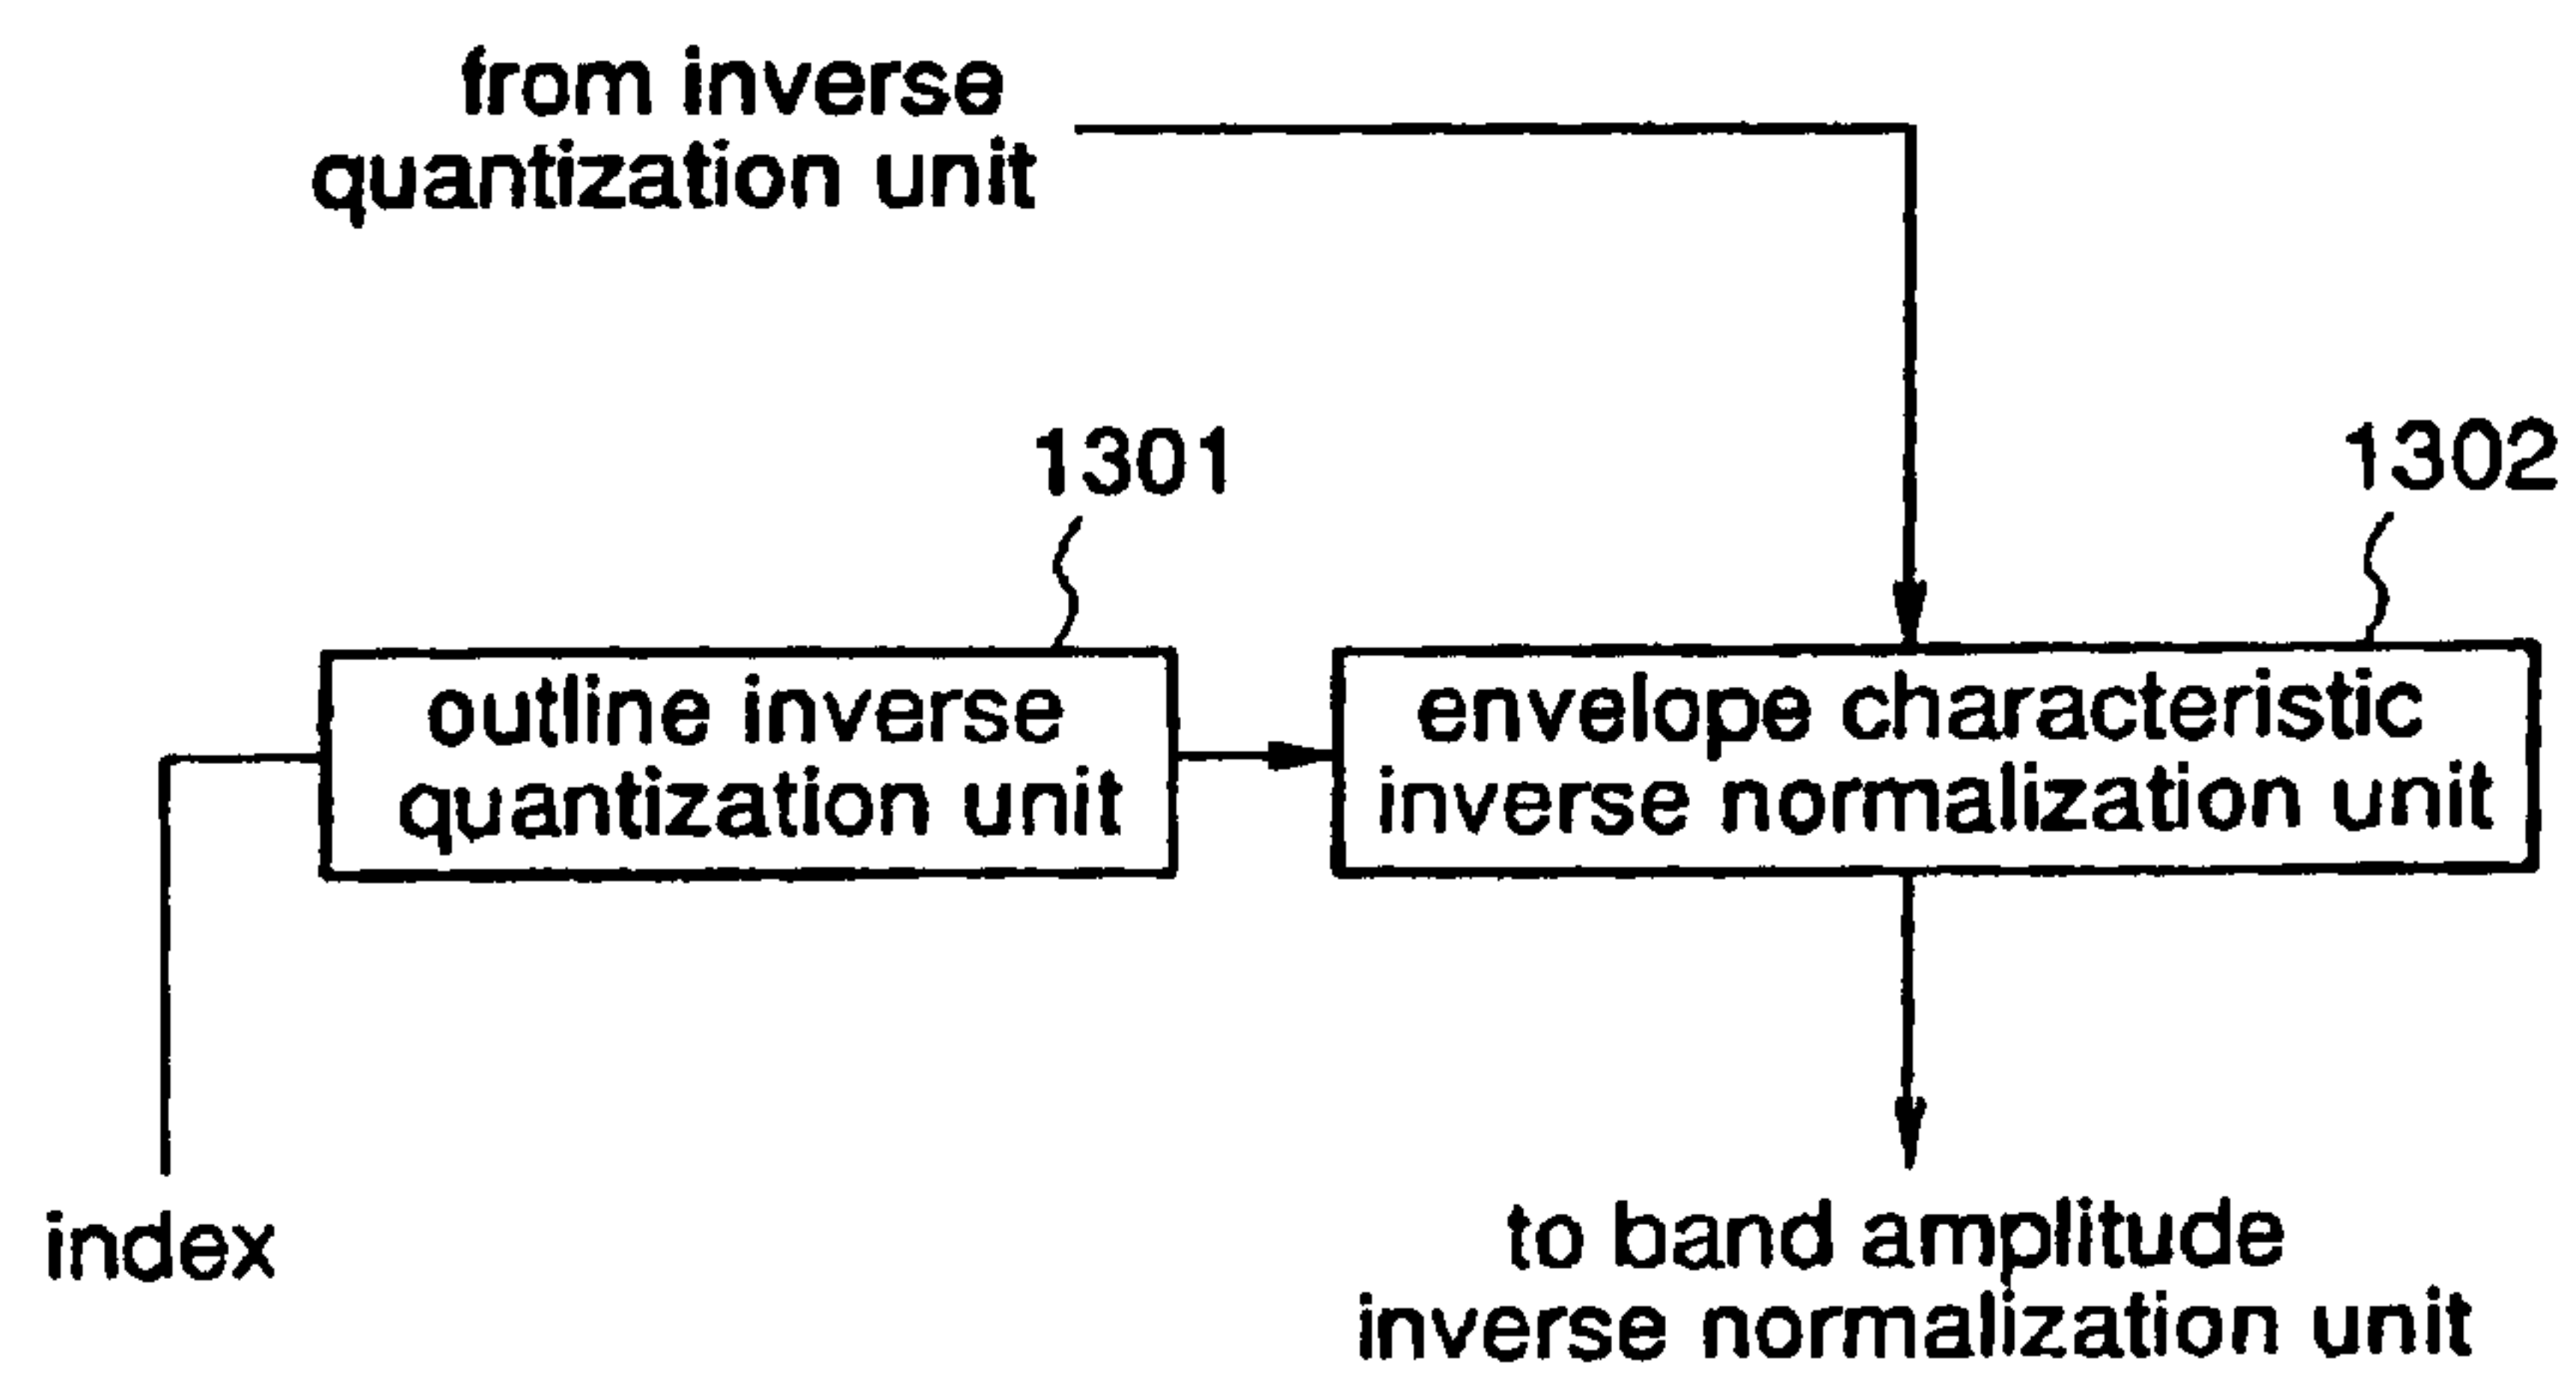 from inverse
quantization unit
1301
1302
outline inverse
quantization unit
envelope characteristic
inverse normalization unit
index
to band amplitude
inverse normalization unit